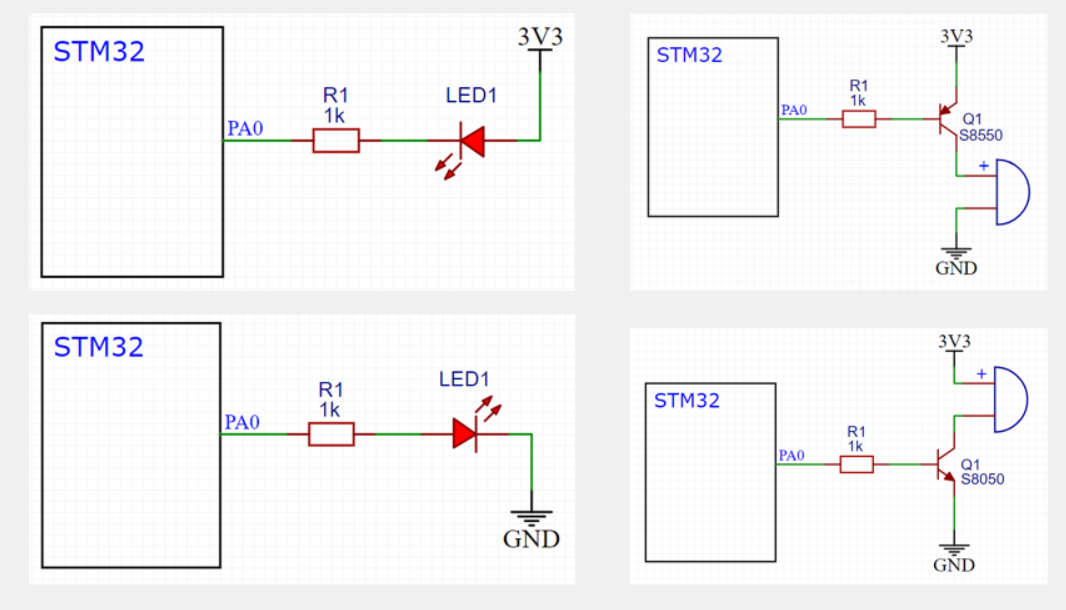 STM32
PA0
R1
1k
LED1
3V3
STM32
PA0
R1
1k
3V3
Q1
S8550
+
GND
STM32
PA0
R1
1k
LED1
GND
STM32
PA0
R1
1k
3V3
+
Q1
S8050
GND